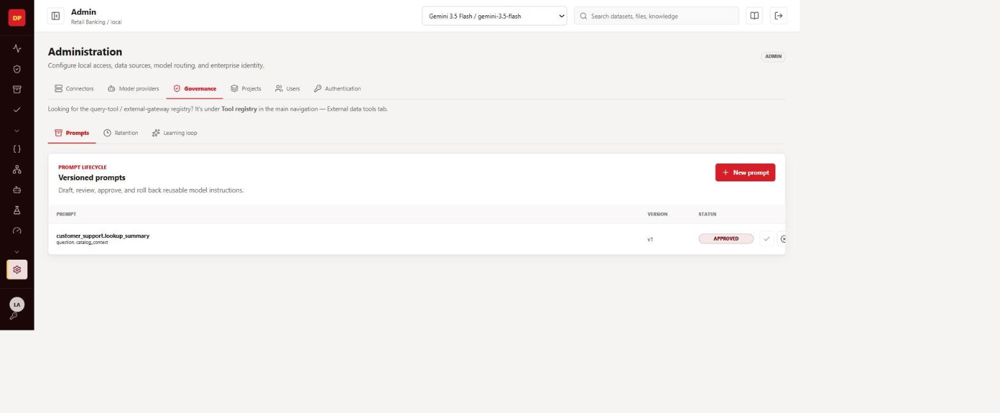 DP
Admin
Retail Banking / local
Gemini 3.5 Flash / gemini-3.5-flash
Search datasets, files, knowledge
Administration
Configure local access, data sources, model routing, and enterprise identity.
ADMIN
Connectors
Model providers
Governance
Projects
Users
Authentication
Looking for the query-tool / external-gateway registry? It's under Tool registry in the main navigation — External data tools tab.
Prompts
Retention
Learning loop
PROMPT LIFECYCLE
Versioned prompts
Draft, review, approve, and roll back reusable model instructions.
New prompt
PROMPT
VERSION
STATUS
customer_support.lookup_summary
question, catalog_context
v1
APPROVED
LA